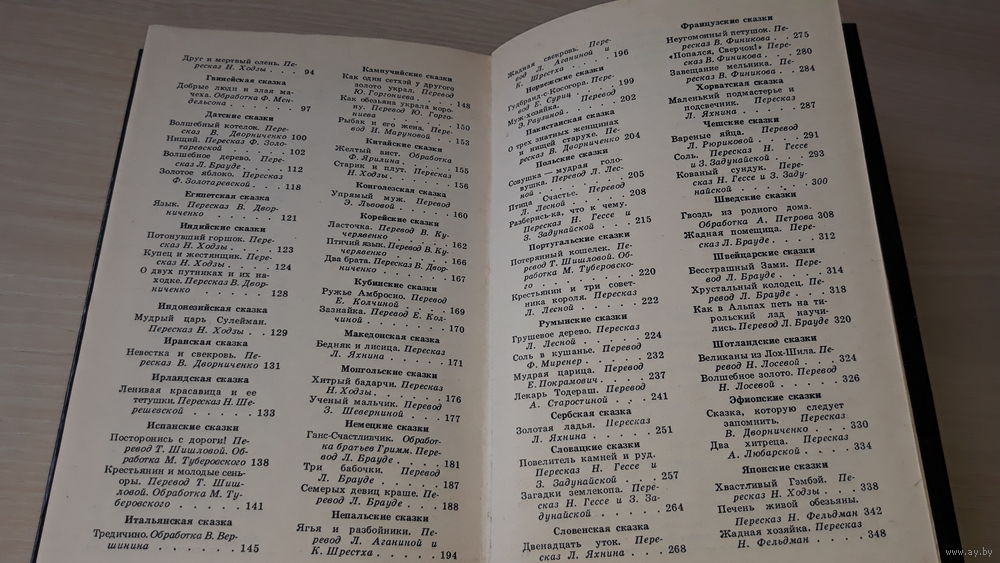 Друг и мертвый олень. Пе-
ресказ Н. Ходзы . . . . 94
Гвинейская сказка
Добрые люди и злая ма-
чеха. Обработка Ф. Мен-
дельсона . . . . . . 97
Датские сказки
Волшебный котелок. Пере-
сказ В. Дворниченко 100
Нищий. Пересказ Ф. Золо-
таревской . . . . . . 102
Волшебное дерево. Пере-
сказ Л. Брауде . . . . 112
Золотое яблоко. Пересказ
Ф. Золотаревской . . . 118
Египетская сказка
Язык. Пересказ В. Двор-
ниченко . . . . . . . 121
Индийские сказки
Потонувший горшок. Пере-
сказ Н. Ходзы . . . . 123
Купец и жестянщик. Пере-
сказ Н. Ходзы . . . . 124
О двух путниках и их на-
ходке. Пересказ В. Двор-
ниченко . . . . . . . 128
Индонезийская сказка
Мудрый царь Сулейман.
Пересказ Н. Ходзы . . . 129
Иранская сказка
Невестка и свекровь. Пе-
ресказ В. Дворниченко 131
Ирландская сказка
Ленивая красавица и ее
тетушки. Пересказ Н. Ше-
решевской . . . . . . 133
Испанские сказки
Посторонись с дороги! Пе-
ревод Т. Шишловой. Об-
работка М. Туберовского 138
Крестьянин и молодые сень-
оры. Перевод Т. Шиш-
ловой. Обработка М. Ту-
беровского . . . . . . 141
Итальянская сказка
Тредичино. Обработка В. Вер-
шинина . . . . . . . 145
Кампучийские сказки
Как один сетхэй у другого
золото украл. Перевод
Ю. Горгониева . . . . 148
Как обезьяна украла коро-
ну. Перевод Ю. Горго-
ниева . . . . . . . 150
Рыбак и его жена. Пере-
вод Н. Маруновой . . . 153
Китайские сказки
Желтый аист. Обработка
Ф. Ярилина . . . . . 155
Старик и плут. Пересказ
Н. Ходзы . . . . . . 156
Конголезская сказка
Упрямый муж. Перевод
Э. Львовой . . . . . 160
Корейские сказки
Ласточка. Перевод В. Ку-
черявенко . . . . . . 162
Птичий язык. Перевод В. Ку-
черявенко . . . . . . 166
Два брата. Пересказ В. Двор-
ниченко . . . . . . . 167
Кубинские сказки
Ружье Амбросио. Перевод
Е. Колчиной . . . . . 169
Зазнайка. Перевод Е. Кол-
чиной . . . . . . . 170
Македонская сказка
Бедняк и лисица. Пересказ
Л. Яхнина . . . . . . 171
Монгольские сказки
Хитрый бадарчи. Пересказ
Н. Ходзы . . . . . . 176
Ученый мальчик. Перевод
З. Шеверниной . . . . 177
Немецкие сказки
Ганс-Счастливчик. Обработ-
ка братьев Гримм. Пере-
вод Л. Брауде . . . . 181
Три бабочки. Перевод
Л. Брауде . . . . . . 187
Семерых девиц краше. Пе-
ревод Л. Брауде . . . 188
Непальские сказки
Ягья и разбойники. Пе-
ревод Л. Аганиной и
К. Шрестха . . . . . 194
Жадная свекровь. Пере-
вод Л. Аганиной и
К. Шрестха . . . . . 196
Норвежские сказки
Гудбранд-с-Косогора. Пере-
вод Е. Суриц . . . . 199
Муж-хозяйка. Перевод
Э. Раузиной . . . . . 202
Пакистанская сказка
О трех знатных женщинах
и нищей старухе. Пе-
ресказ В. Дворниченко 204
Польские сказки
Совушка — мудрая голо-
вушка. Перевод Л. Лес-
ной . . . . . . . . 205
Птица Счастье. Перевод
Л. Лесной . . . . . . 208
Разберись-ка, что к чему.
Пересказ Н. Гессе и
З. Задунайской . . . . 215
Португальские сказки
Потерянный кошелек. Пе-
ревод Т. Шишловой. Об-
работка М. Туберовско-
го . . . . . . . . . 220
Крестьянин и три совет-
ника короля. Пересказ
Л. Лесной . . . . . . 222
Румынские сказки
Грушевое дерево. Пересказ
Л. Лесной . . . . . . 224
Соль в кушанье. Перевод
Ф. Миренер . . . . . 232
Мудрая царица. Перевод
Е. Покрамович . . . . 237
Лекарь Тодераш. Перевод
А. Старостиной . . . . 241
Сербская сказка
Золотая ладья. Пересказ
Л. Яхнина . . . . . . 251
Словацкие сказки
Повелитель камней и руд.
Пересказ Н. Гессе и
З. Задунайской . . . . 257
Загадки землекопа. Пере-
сказ Н. Гессе и З. За-
дунайской . . . . . . 264
Словенская сказка
Двенадцать уток. Пере-
сказ Л. Яхнина . . . . 268
Французские сказки
Неугомонный петушок. Пе-
ресказ В. Финикова . . 275
«Попался, Сверчок!» Пере-
сказ В. Финикова . . . 280
Завещание мельника. Пе-
ресказ В. Финикова . . 284
Хорватская сказка
Маленький подмастерье и
подсвечник. Пересказ
Л. Яхнина . . . . . . 287
Чешские сказки
Вареные яйца. Перевод
Л. Рюриковой . . . . 291
Соль. Пересказ Н. Гессе
и З. Задунайской . . . 293
Кованый сундук. Пере-
сказ Н. Гессе и З. Заду-
найской . . . . . . . 300
Шведские сказки
Гвоздь из родного дома.
Обработка А. Петрова 308
Жадная помещица. Пере-
сказ Л. Брауде . . . . 312
Швейцарские сказки
Бесстрашный Зами. Пере-
вод Л. Брауде . . . . 314
Хрустальный колодец. Пе-
ревод Л. Брауде . . . 318
Как в Альпах петь на ти-
рольский лад научи-
лись. Перевод Л. Брауде 320
Шотландские сказки
Великаны из Лох-Шила. Пе-
ревод Н. Лосевой . . . 324
Волшебное золото. Перевод
Н. Лосевой . . . . . 326
Эфиопские сказки
Сказка, которую следует
запомнить. Пересказ
В. Дворниченко . . . . 330
Два хитреца. Пересказ
А. Любарской . . . . 334
Японские сказки
Хвастливый Гэмбэй. Пе-
ресказ Н. Ходзы . . . 338
Печень живой обезьяны.
Пересказ Н. Фельдман 342
Жадная хозяйка. Пересказ
Н. Фельдман . . . . . 348
www.ay.by